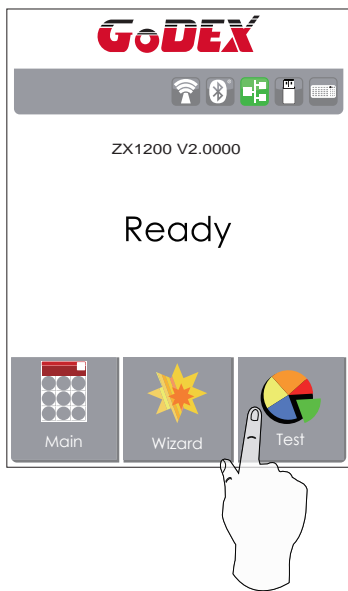 GoDEX
ZX1200 V2.0000
Ready
Main
Wizard
Test